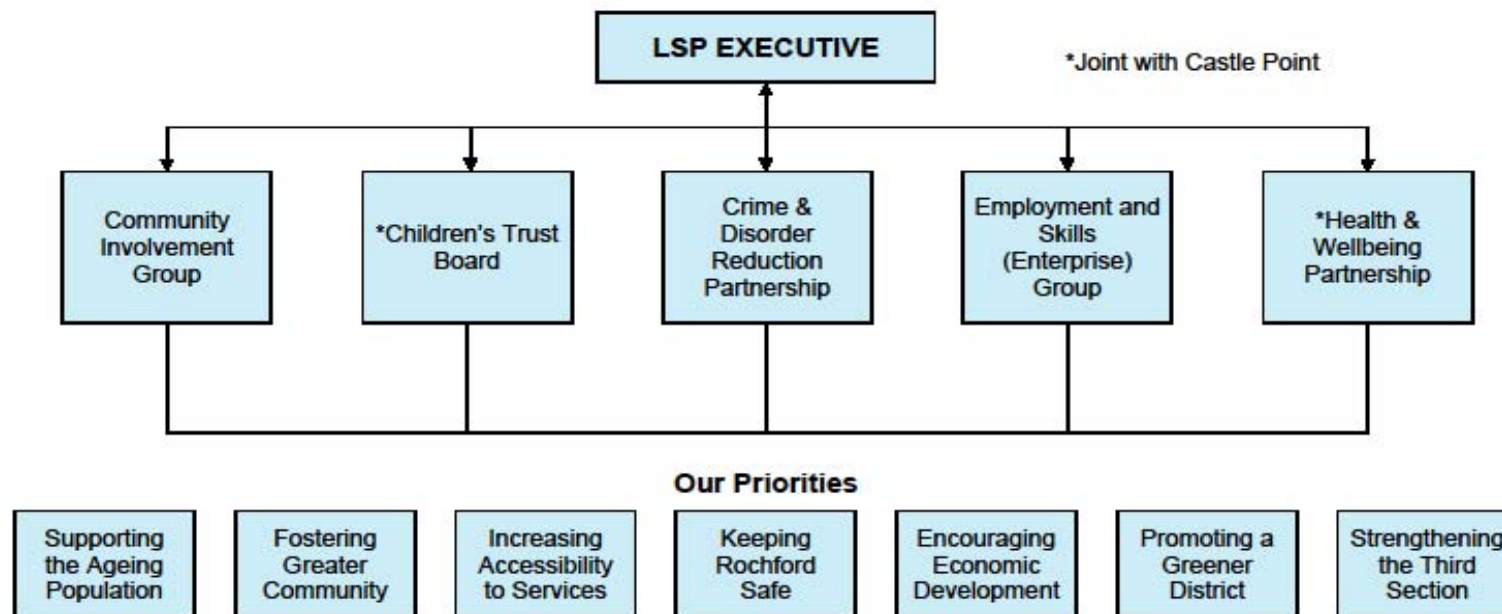 LSP EXECUTIVE
*Joint with Castle Point
Community
Involvement
Group
*Children's Trust
Board
Crime &
Disorder
Reduction
Partnership
Employment and
Skills
(Enterprise)
Group
*Health &
Wellbeing
Partnership
Our Priorities
Supporting
the Ageing
Population
Fostering
Greater
Community
Increasing
Accessibility
to Services
Keeping
Rochford
Safe
Encouraging
Economic
Development
Promoting a
Greener
District
Strengthening
the Third
Section